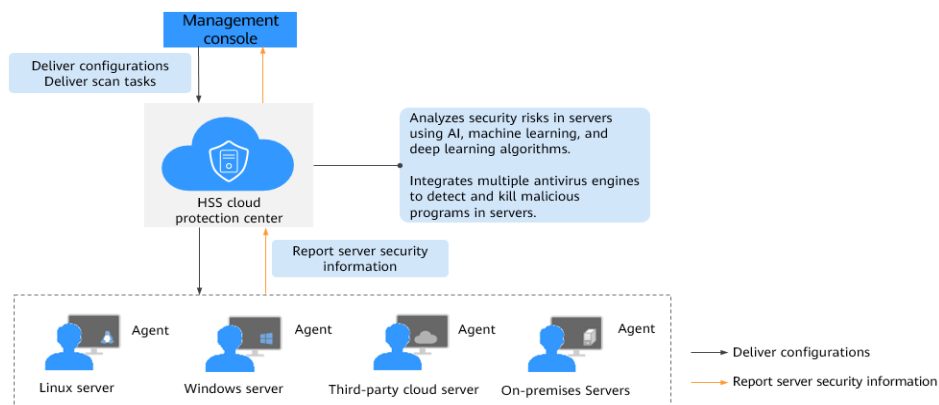 Management
console
Deliver configurations
Deliver scan tasks
Analyzes security risks in servers
using AI, machine learning, and
deep learning algorithms.
Integrates multiple antivirus engines
to detect and kill malicious
programs in servers.
HSS cloud
protection center
Report server security
information
Agent
Agent
Agent
Agent
Linux server
Windows server
Third-party cloud server
On-premises Servers
Deliver configurations
Report server security information